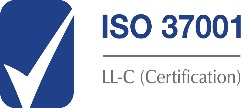 ISO 37001
LL-C (Certification)